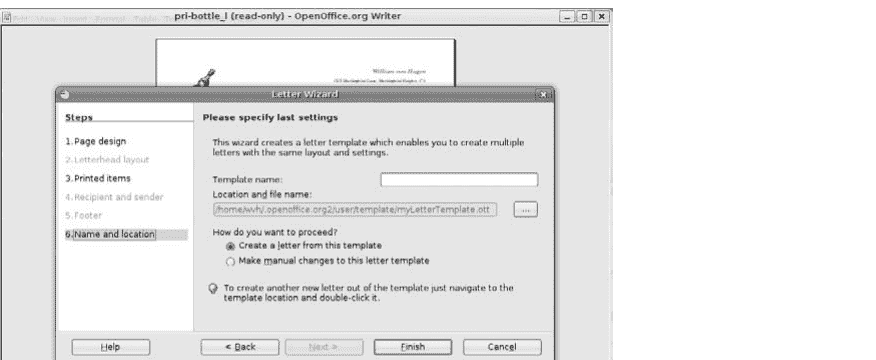 pri-bottle_l (read-only) - OpenOffice.org Writer
William von Hagen
Letter Wizard
Steps
Please specify last settings
1. Page design
This wizard creates a letter template which enables you to create multiple
letters with the same layout and settings.
2. Letterhead layout
3. Printed items
Template name:
4. Recipient and sender
Location and file name:
/home/wvh/.openoffice.org2/user/template/myLetterTemplate.ott
...
5. Footer
6. Name and location
How do you want to proceed?
Create a letter from this template
Make manual changes to this letter template
To create another new letter out of the template just navigate to the
template location and double-click it.
Help
< Back
Next >
Finish
Cancel